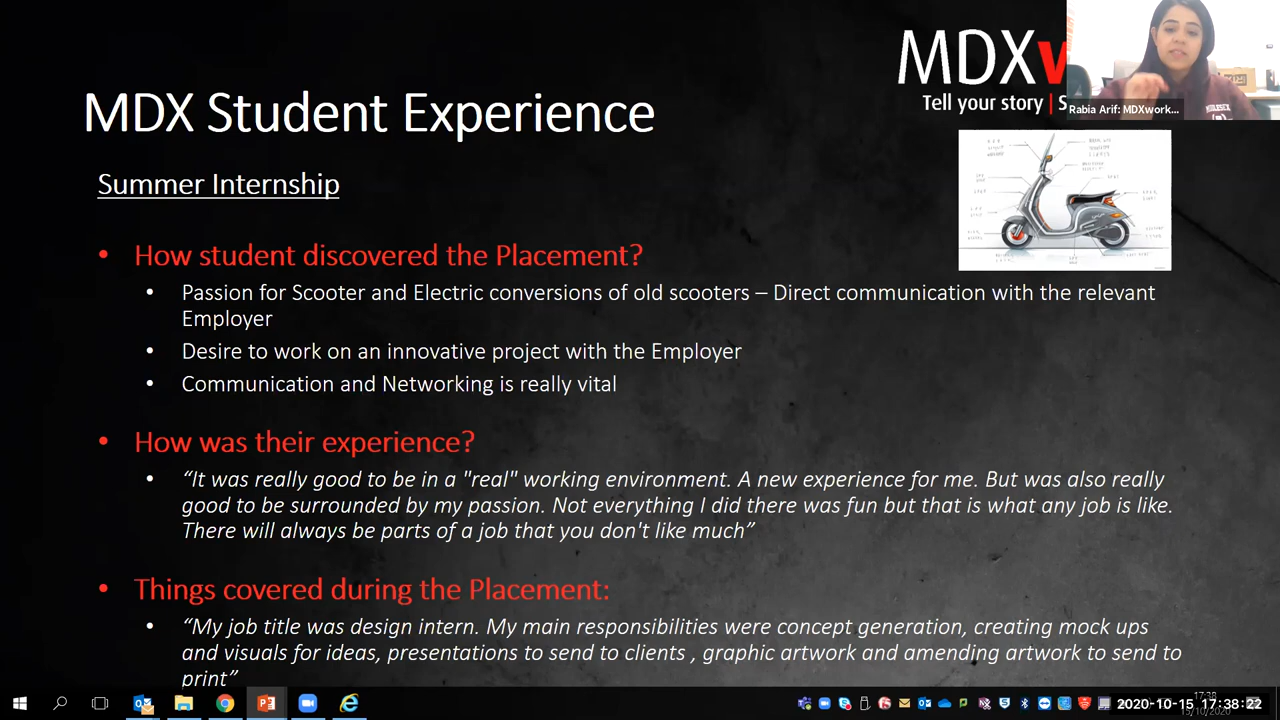 MDXw
Tell your story | S
Rabia Arif: MDXwork...
MDX Student Experience
Summer Internship
• How student discovered the Placement?
• Passion for Scooter and Electric conversions of old scooters – Direct communication with the relevant
Employer
• Desire to work on an innovative project with the Employer
• Communication and Networking is really vital
• How was their experience?
• “It was really good to be in a "real" working environment. A new experience for me. But was also really
good to be surrounded by my passion. Not everything I did there was fun but that is what any job is like.
There will always be parts of a job that you don't like much”
• Things covered during the Placement:
• “My job title was design intern. My main responsibilities were concept generation, creating mock ups
and visuals for ideas, presentations to send to clients , graphic artwork and amending artwork to send to
print”
17:38
2020-10-15 17:38:22
15/10/2020